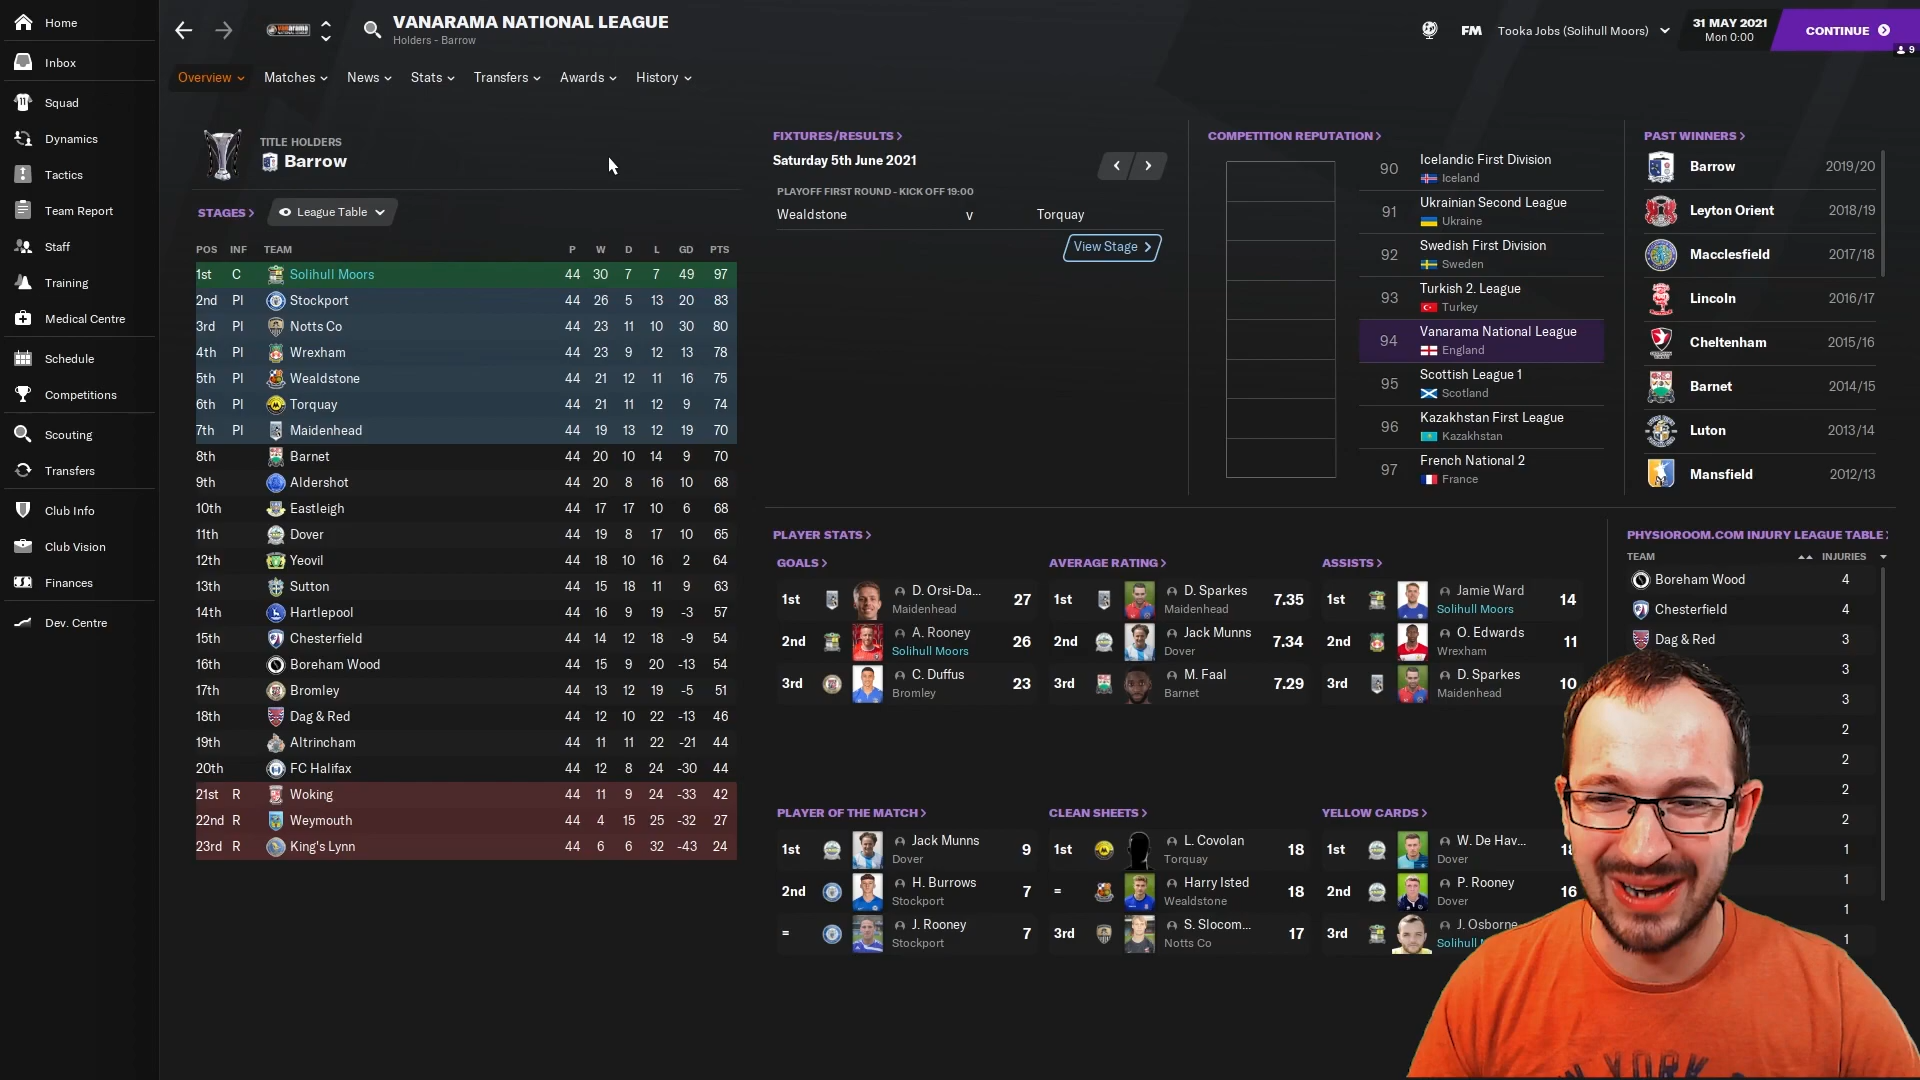 Home
Inbox
Squad
Dynamics
Tactics
Team Report
Staff
Training
Medical Centre
Schedule
Competitions
Scouting
Transfers
Club Info
Club Vision
Finances
Dev. Centre
VANARAMA NATIONAL LEAGUE
Holders - Barrow
FM
Tooka Jobs (Solihull Moors)
31 MAY 2021
Mon 0:00
CONTINUE
9
Overview Matches News Stats Transfers Awards History
TITLE HOLDERS
Barrow
STAGES
League Table
POS INF TEAM P W D L GD PTS
1st C Solihull Moors 44 30 7 7 49 97
2nd Pl Stockport 44 26 5 13 20 83
3rd Pl Notts Co 44 23 11 10 30 80
4th Pl Wrexham 44 23 9 12 13 78
5th Pl Wealdstone 44 21 12 11 16 75
6th Pl Torquay 44 21 11 12 9 74
7th Pl Maidenhead 44 19 13 12 19 70
8th Barnet 44 20 10 14 9 70
9th Aldershot 44 20 8 16 10 68
10th Eastleigh 44 17 17 10 6 68
11th Dover 44 19 8 17 10 65
12th Yeovil 44 18 10 16 2 64
13th Sutton 44 15 18 11 9 63
14th Hartlepool 44 16 9 19 -3 57
15th Chesterfield 44 14 12 18 -9 54
16th Boreham Wood 44 15 9 20 -13 54
17th Bromley 44 13 12 19 -5 51
18th Dag & Red 44 12 10 22 -13 46
19th Altrincham 44 11 11 22 -21 44
20th FC Halifax 44 12 8 24 -30 44
21st R Woking 44 11 9 24 -33 42
22nd R Weymouth 44 4 15 25 -32 27
23rd R King's Lynn 44 6 6 32 -43 24
FIXTURES/RESULTS
Saturday 5th June 2021
PLAYOFF FIRST ROUND - KICK OFF 19:00
Wealdstone v Torquay
View Stage
COMPETITION REPUTATION
90 Icelandic First Division
Iceland
91 Ukrainian Second League
Ukraine
92 Swedish First Division
Sweden
93 Turkish 2. League
Turkey
94 Vanarama National League
England
95 Scottish League 1
Scotland
96 Kazakhstan First League
Kazakhstan
97 French National 2
France
PAST WINNERS
Barrow 2019/20
Leyton Orient 2018/19
Macclesfield 2017/18
Lincoln 2016/17
Cheltenham 2015/16
Barnet 2014/15
Luton 2013/14
Mansfield 2012/13
PLAYER STATS
GOALS
1st D. Orsi-Da... 27
Maidenhead
2nd A. Rooney 26
Solihull Moors
3rd C. Duffus 23
Bromley
AVERAGE RATING
1st D. Sparkes 7.35
Maidenhead
2nd Jack Munns 7.34
Dover
3rd M. Faal 7.29
Barnet
ASSISTS
1st Jamie Ward 14
Solihull Moors
2nd O. Edwards 11
Wrexham
3rd D. Sparkes 10
Maidenhead
PLAYER OF THE MATCH
1st Jack Munns 9
Dover
2nd H. Burrows 7
Stockport
= J. Rooney 7
Stockport
CLEAN SHEETS
1st L. Covolan 18
Torquay
= Harry Isted 18
Wealdstone
3rd S. Slocom... 17
Notts Co
YELLOW CARDS
1st W. De Hav...
Dover
2nd P. Rooney 16
Dover
3rd J. Osborne
Solihull
PHYSIOROOM.COM INJURY LEAGUE TABLE
TEAM INJURIES
Boreham Wood 4
Chesterfield 4
Dag & Red 3
3
3
2
2
2
2
1
1
1
1
YORK